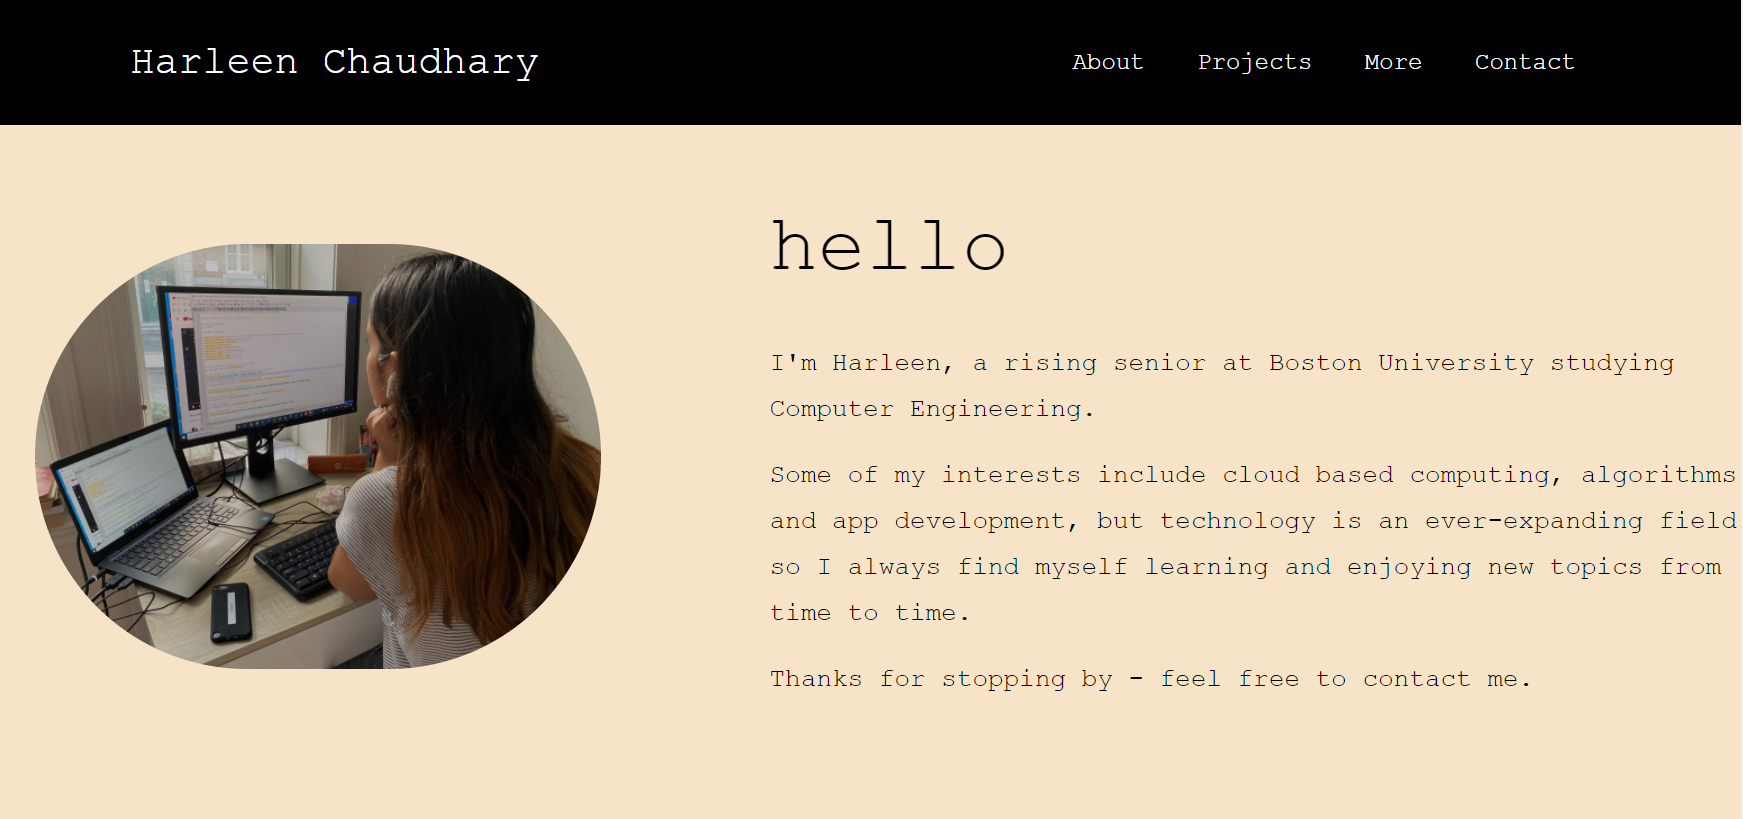 Harleen Chaudhary
About Projects More Contact
hello
I'm Harleen, a rising senior at Boston University studying
Computer Engineering.
Some of my interests include cloud based computing, algorithms
and app development, but technology is an ever-expanding field
so I always find myself learning and enjoying new topics from
time to time.
Thanks for stopping by - feel free to contact me.